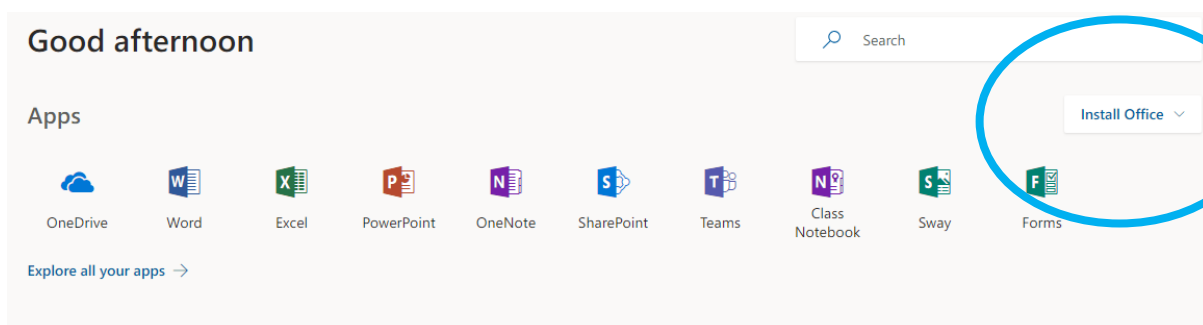 Good afternoon
Search
Apps
Install Office
OneDrive
Word
Excel
PowerPoint
OneNote
SharePoint
Teams
Class
Notebook
Sway
Forms
Explore all your apps →